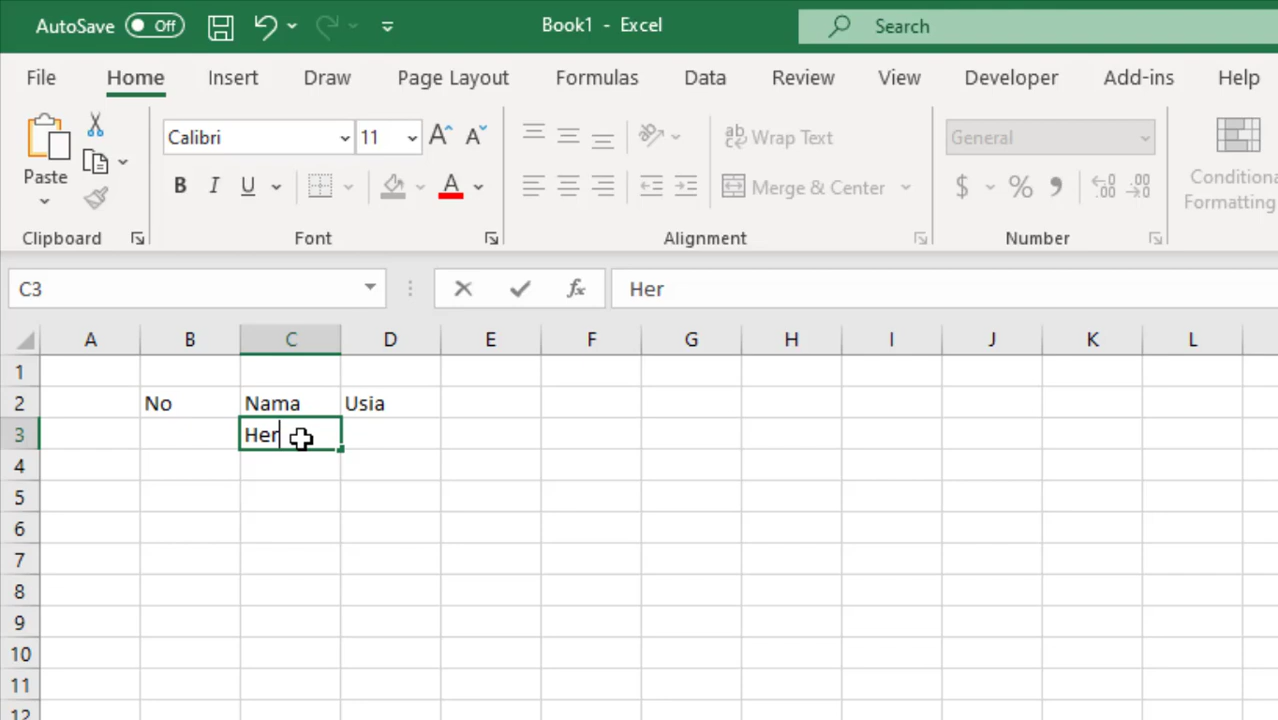 AutoSave Off Book1 - Excel Search
File Home Insert Draw Page Layout Formulas Data Review View Developer Add-ins Help
Paste Calibri 11 Wrap Text General
B I U A Merge & Center $ % Conditiona
Formatting
Clipboard Font Alignment Number
C3 fx Her
A B C D E F G H I J K L
1
2 No Nama Usia
3 Her
4
5
6
7
8
9
10
11
12